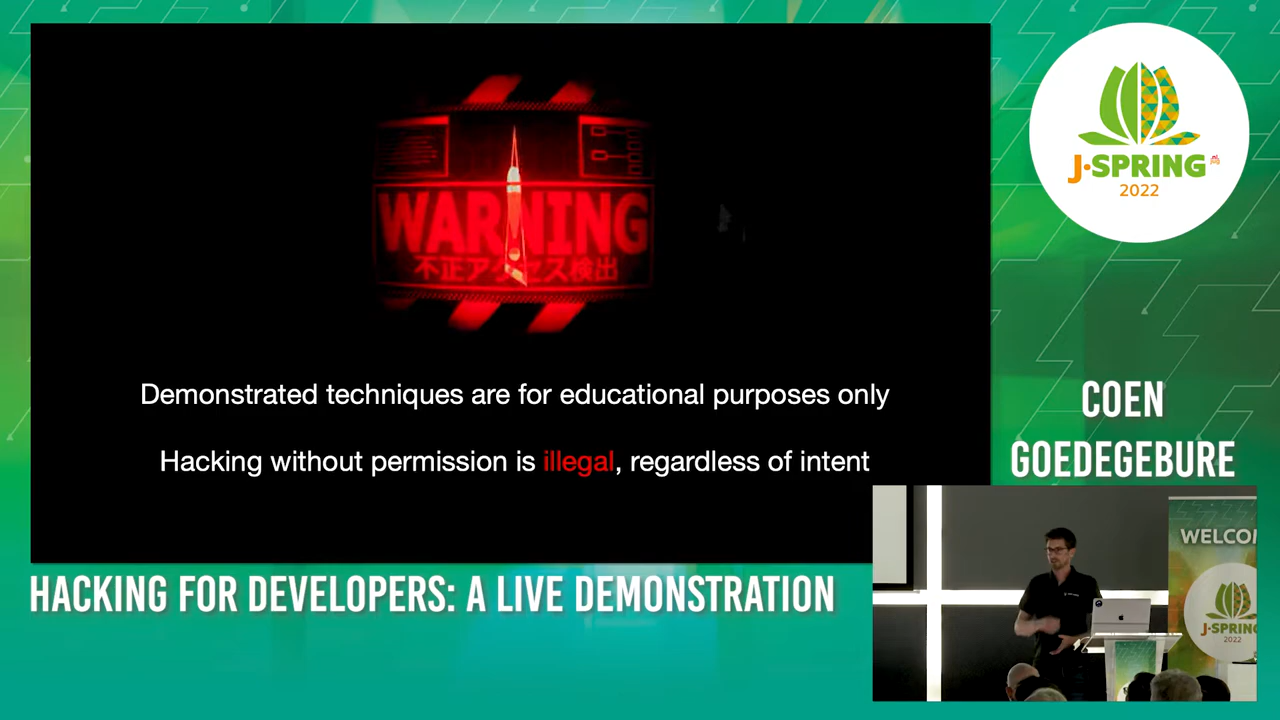 WARNING
不正アクセス検出
Demonstrated techniques are for educational purposes only
Hacking without permission is illegal, regardless of intent
J·SPRING
2022
COEN
GOEDEGEBURE
HACKING FOR DEVELOPERS: A LIVE DEMONSTRATION
WELCOM
J·SPRING
2022